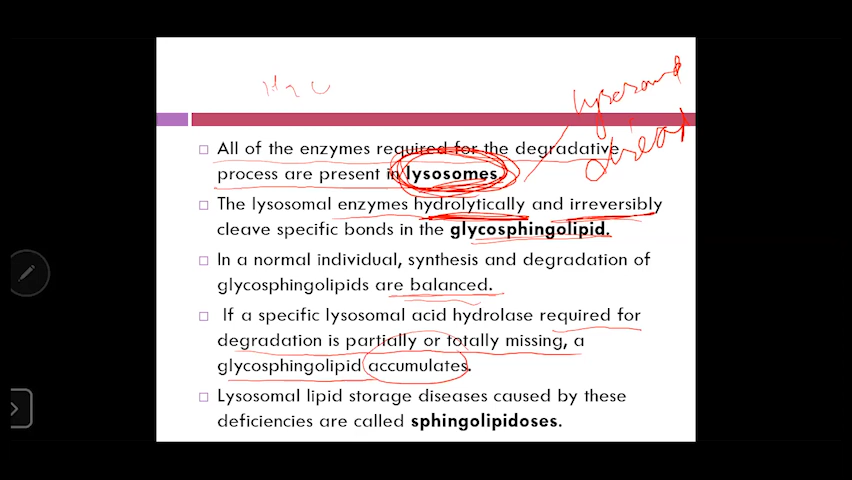 H2O
lysosomal
All of the enzymes required for the degradative
process are present in lysosomes.
The lysosomal enzymes hydrolytically and irreversibly
cleave specific bonds in the glycosphingolipid.
In a normal individual, synthesis and degradation of
glycosphingolipids are balanced.
If a specific lysosomal acid hydrolase required for
degradation is partially or totally missing, a
glycosphingolipid accumulates.
Lysosomal lipid storage diseases caused by these
deficiencies are called sphingolipidoses.